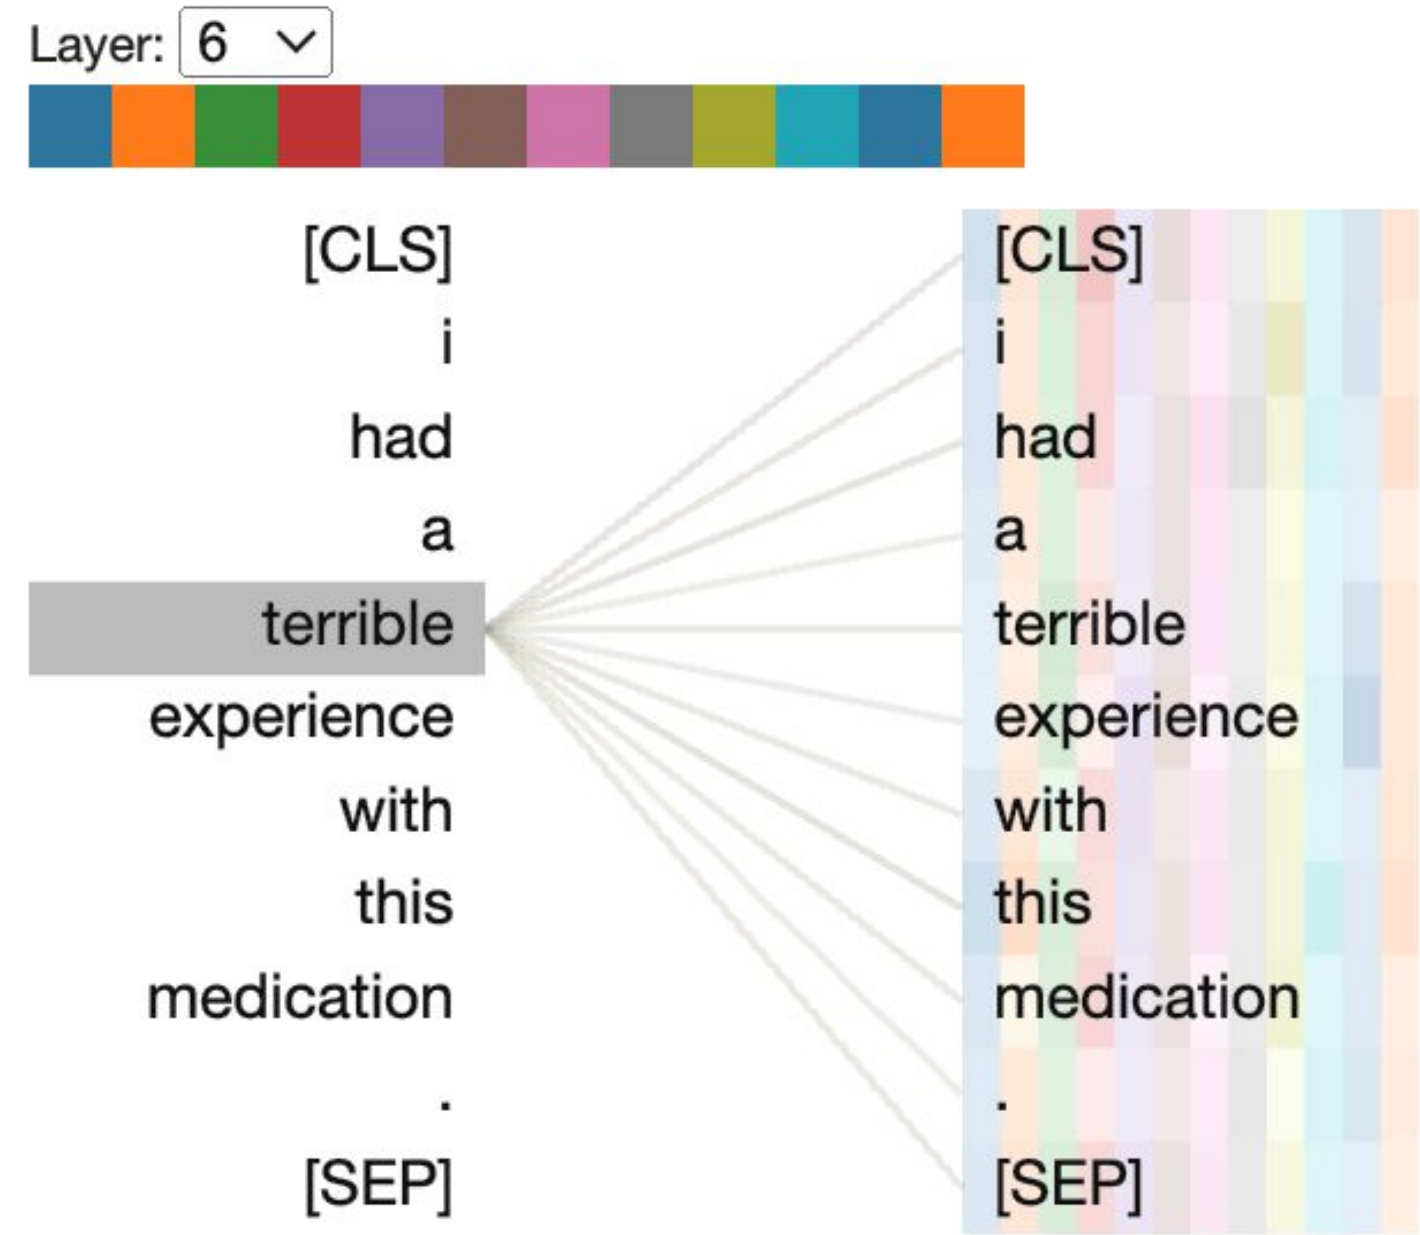 Layer: 6
[CLS] [CLS]
i i
had had
a a
terrible terrible
experience experience
with with
this this
medication medication
. .
[SEP] [SEP]